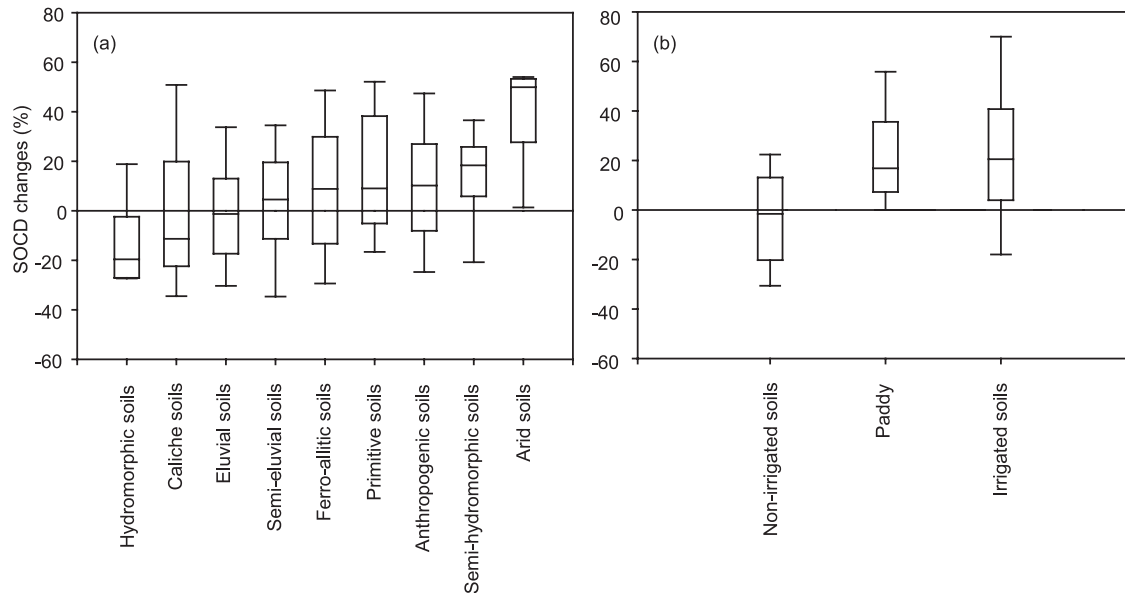 (a)
SOCD changes (%)
80
60
40
20
0
-20
-40
-60
Hydromorphic soils
Caliche soils
Eluvial soils
Semi-eluvial soils
Ferro-allitic soils
Primitive soils
Anthropogenic soils
Semi-hydromorphic soils
Arid soils
(b)
80
60
40
20
0
-20
-40
-60
Non-irrigated soils
Paddy
Irrigated soils